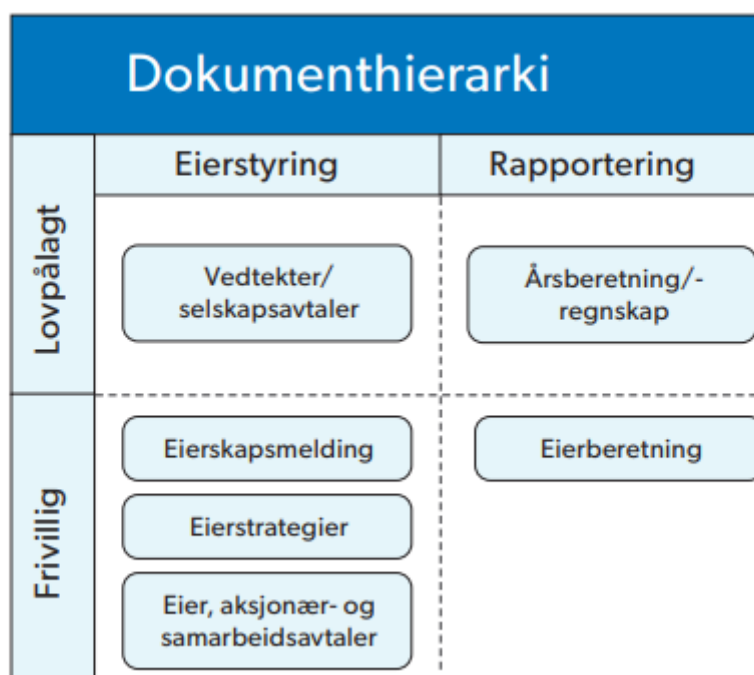 Dokumenthierarki
Eierstyring
Rapportering
Lovpålagt
Vedtekter/
selskapsavtaler
Årsberetning/-
regnskap
Frivillig
Eierskapsmelding
Eierberetning
Eierstrategier
Eier, aksjonær- og
samarbeidsavtaler